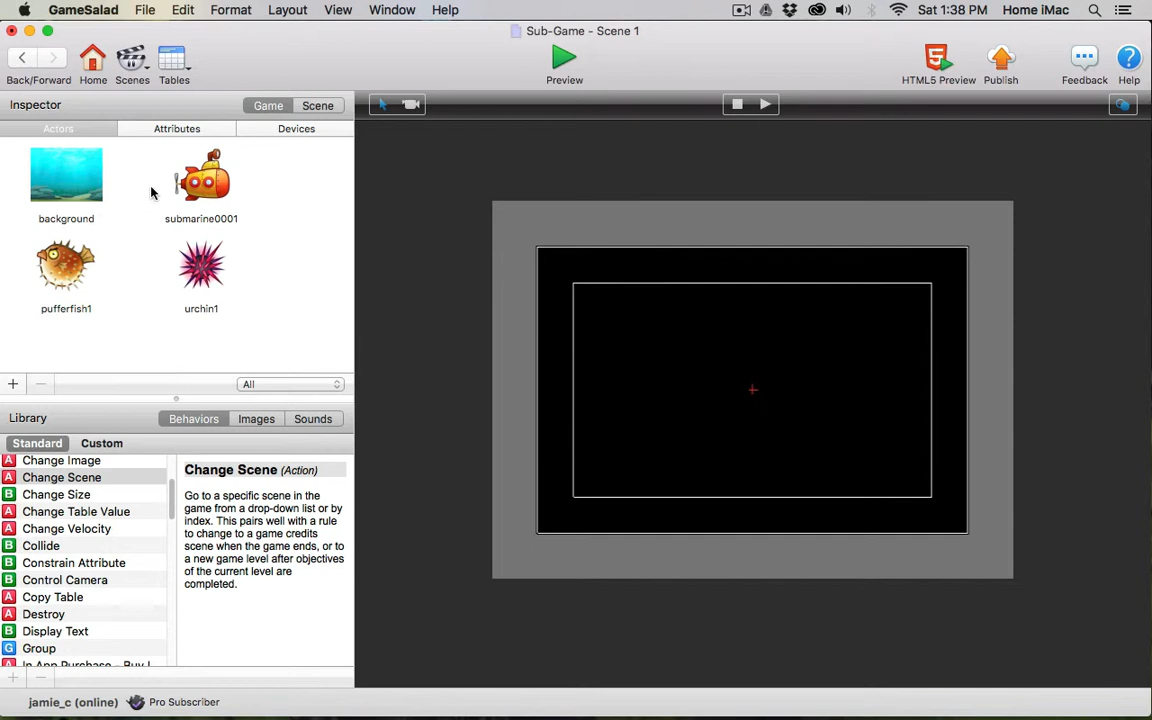 GameSalad File Edit Format Layout View Window Help Sat 1:38 PM Home iMac
Sub-Game - Scene 1
Back/Forward Home Scenes Tables Preview HTML5 Preview Publish Feedback Help
Inspector Game Scene
Actors Attributes Devices
background submarine0001
pufferfish1 urchin1
All
Library Behaviors Images Sounds
Standard Custom
A Change Image
A Change Scene
B Change Size
A Change Table Value
A Change Velocity
B Collide
B Constrain Attribute
B Control Camera
A Copy Table
A Destroy
B Display Text
G Group
Change Scene (Action)
Go to a specific scene in the
game from a drop-down list or by
index. This pairs well with a rule
to change to a game credits
scene when the game ends, or to
a new game level after objectives
of the current level are
completed.
jamie_c (online) Pro Subscriber